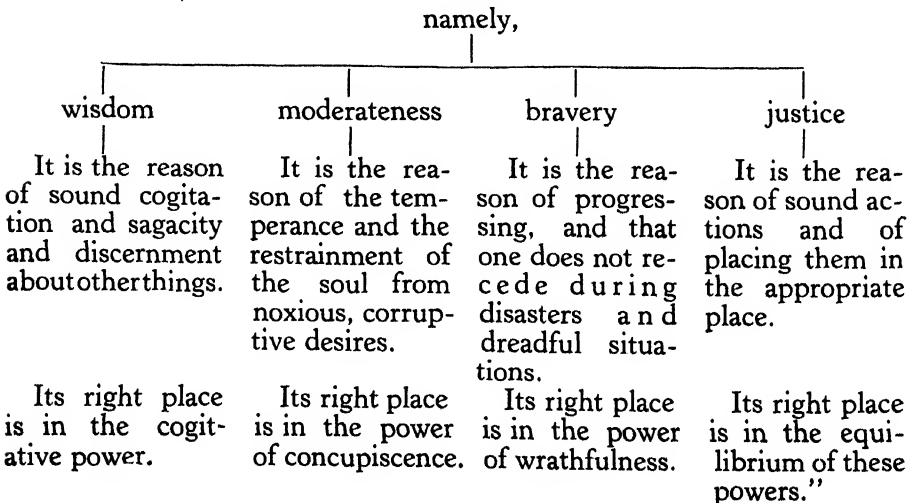 namely,
wisdom
It is the reason
of sound cogita-
tion and sagacity
and discernment
aboutotherthings.
Its right place
is in the cogit-
ative power.
moderateness
It is the rea-
son of the tem-
perance and the
restrainment of
the soul from
noxious, corrup-
tive desires.
Its right place
is in the power
of concupiscence.
bravery
It is the rea-
son of progres-
sing, and that
one does not re-
cede during
disasters and
dreadful situa-
tions.
Its right place
is in the power
of wrathfulness.
justice
It is the rea-
son of sound ac-
tions and of
placing them in
the appropriate
place.
Its right place
is in the equi-
librium of these
powers.”